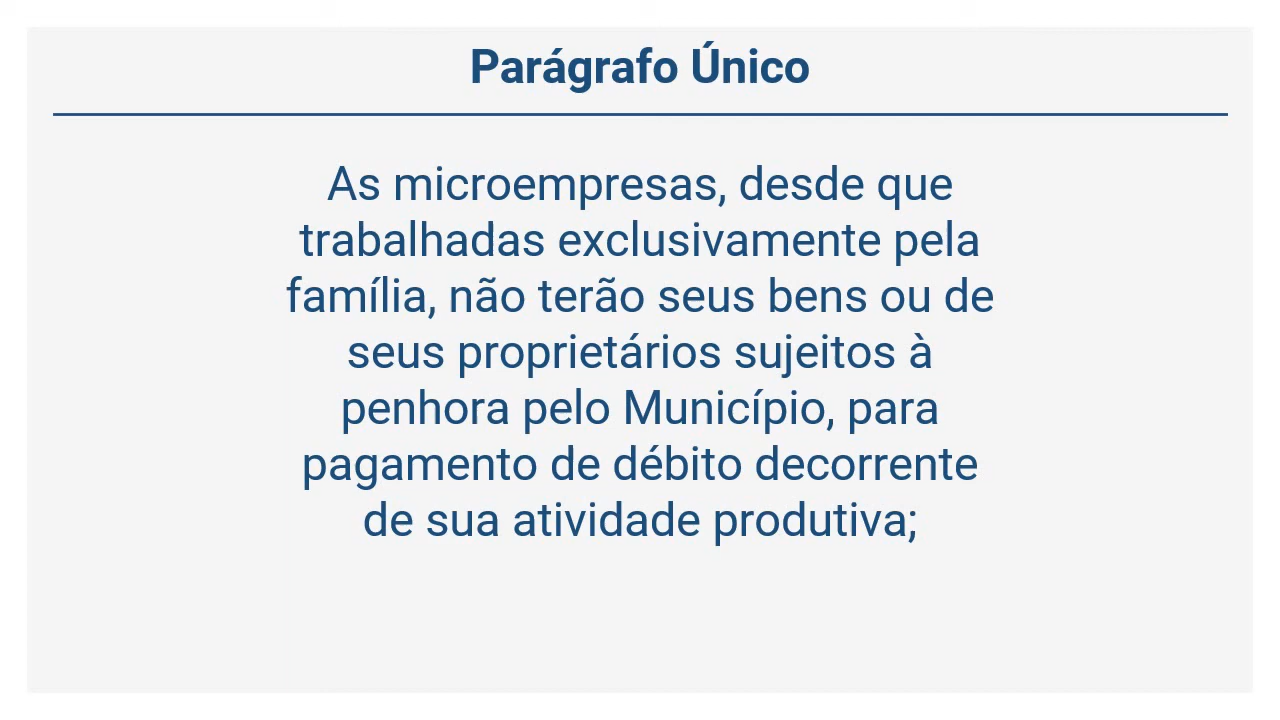 Parágrafo Único
As microempresas, desde que
trabalhadas exclusivamente pela
família, não terão seus bens ou de
seus proprietários sujeitos à
penhora pelo Município, para
pagamento de débito decorrente
de sua atividade produtiva;